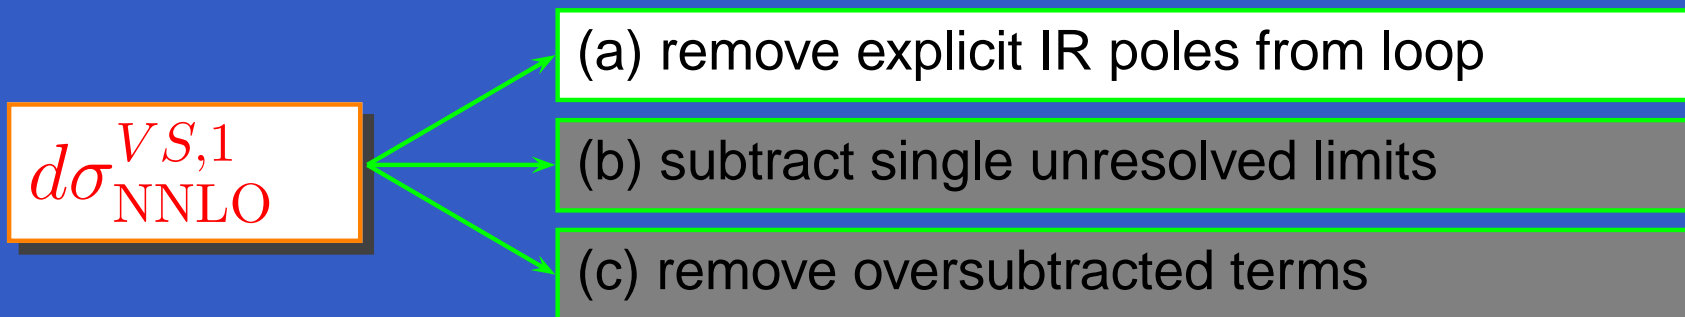 (a) remove explicit IR poles from loop
dσ^{VS,1}_{NNLO}
(b) subtract single unresolved limits
(c) remove oversubtracted terms